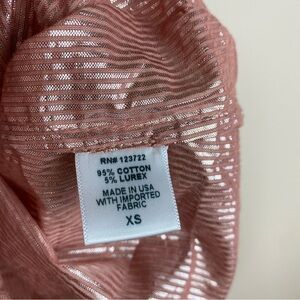 RN# 123722
95% COTTON
5% LUREX
MADE IN USA
WITH IMPORTED
FABRIC
XS